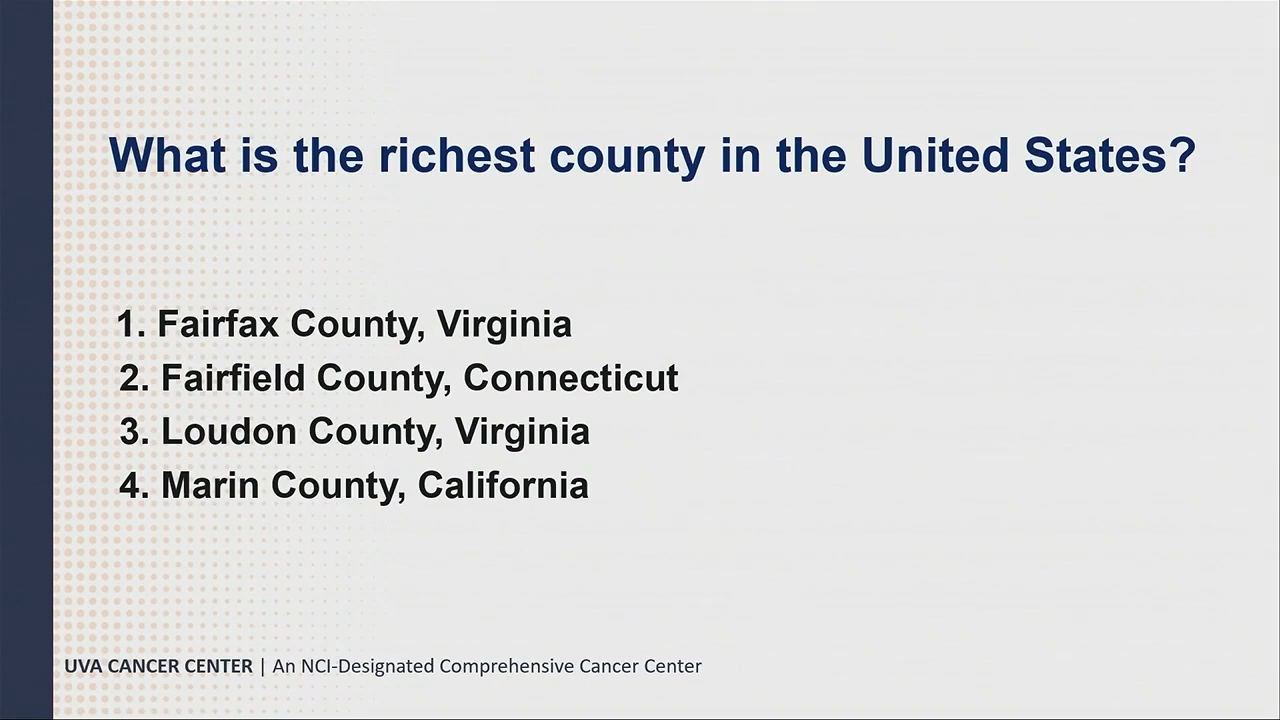 What is the richest county in the United States?
1. Fairfax County, Virginia
2. Fairfield County, Connecticut
3. Loudon County, Virginia
4. Marin County, California
UVA CANCER CENTER | An NCI-Designated Comprehensive Cancer Center